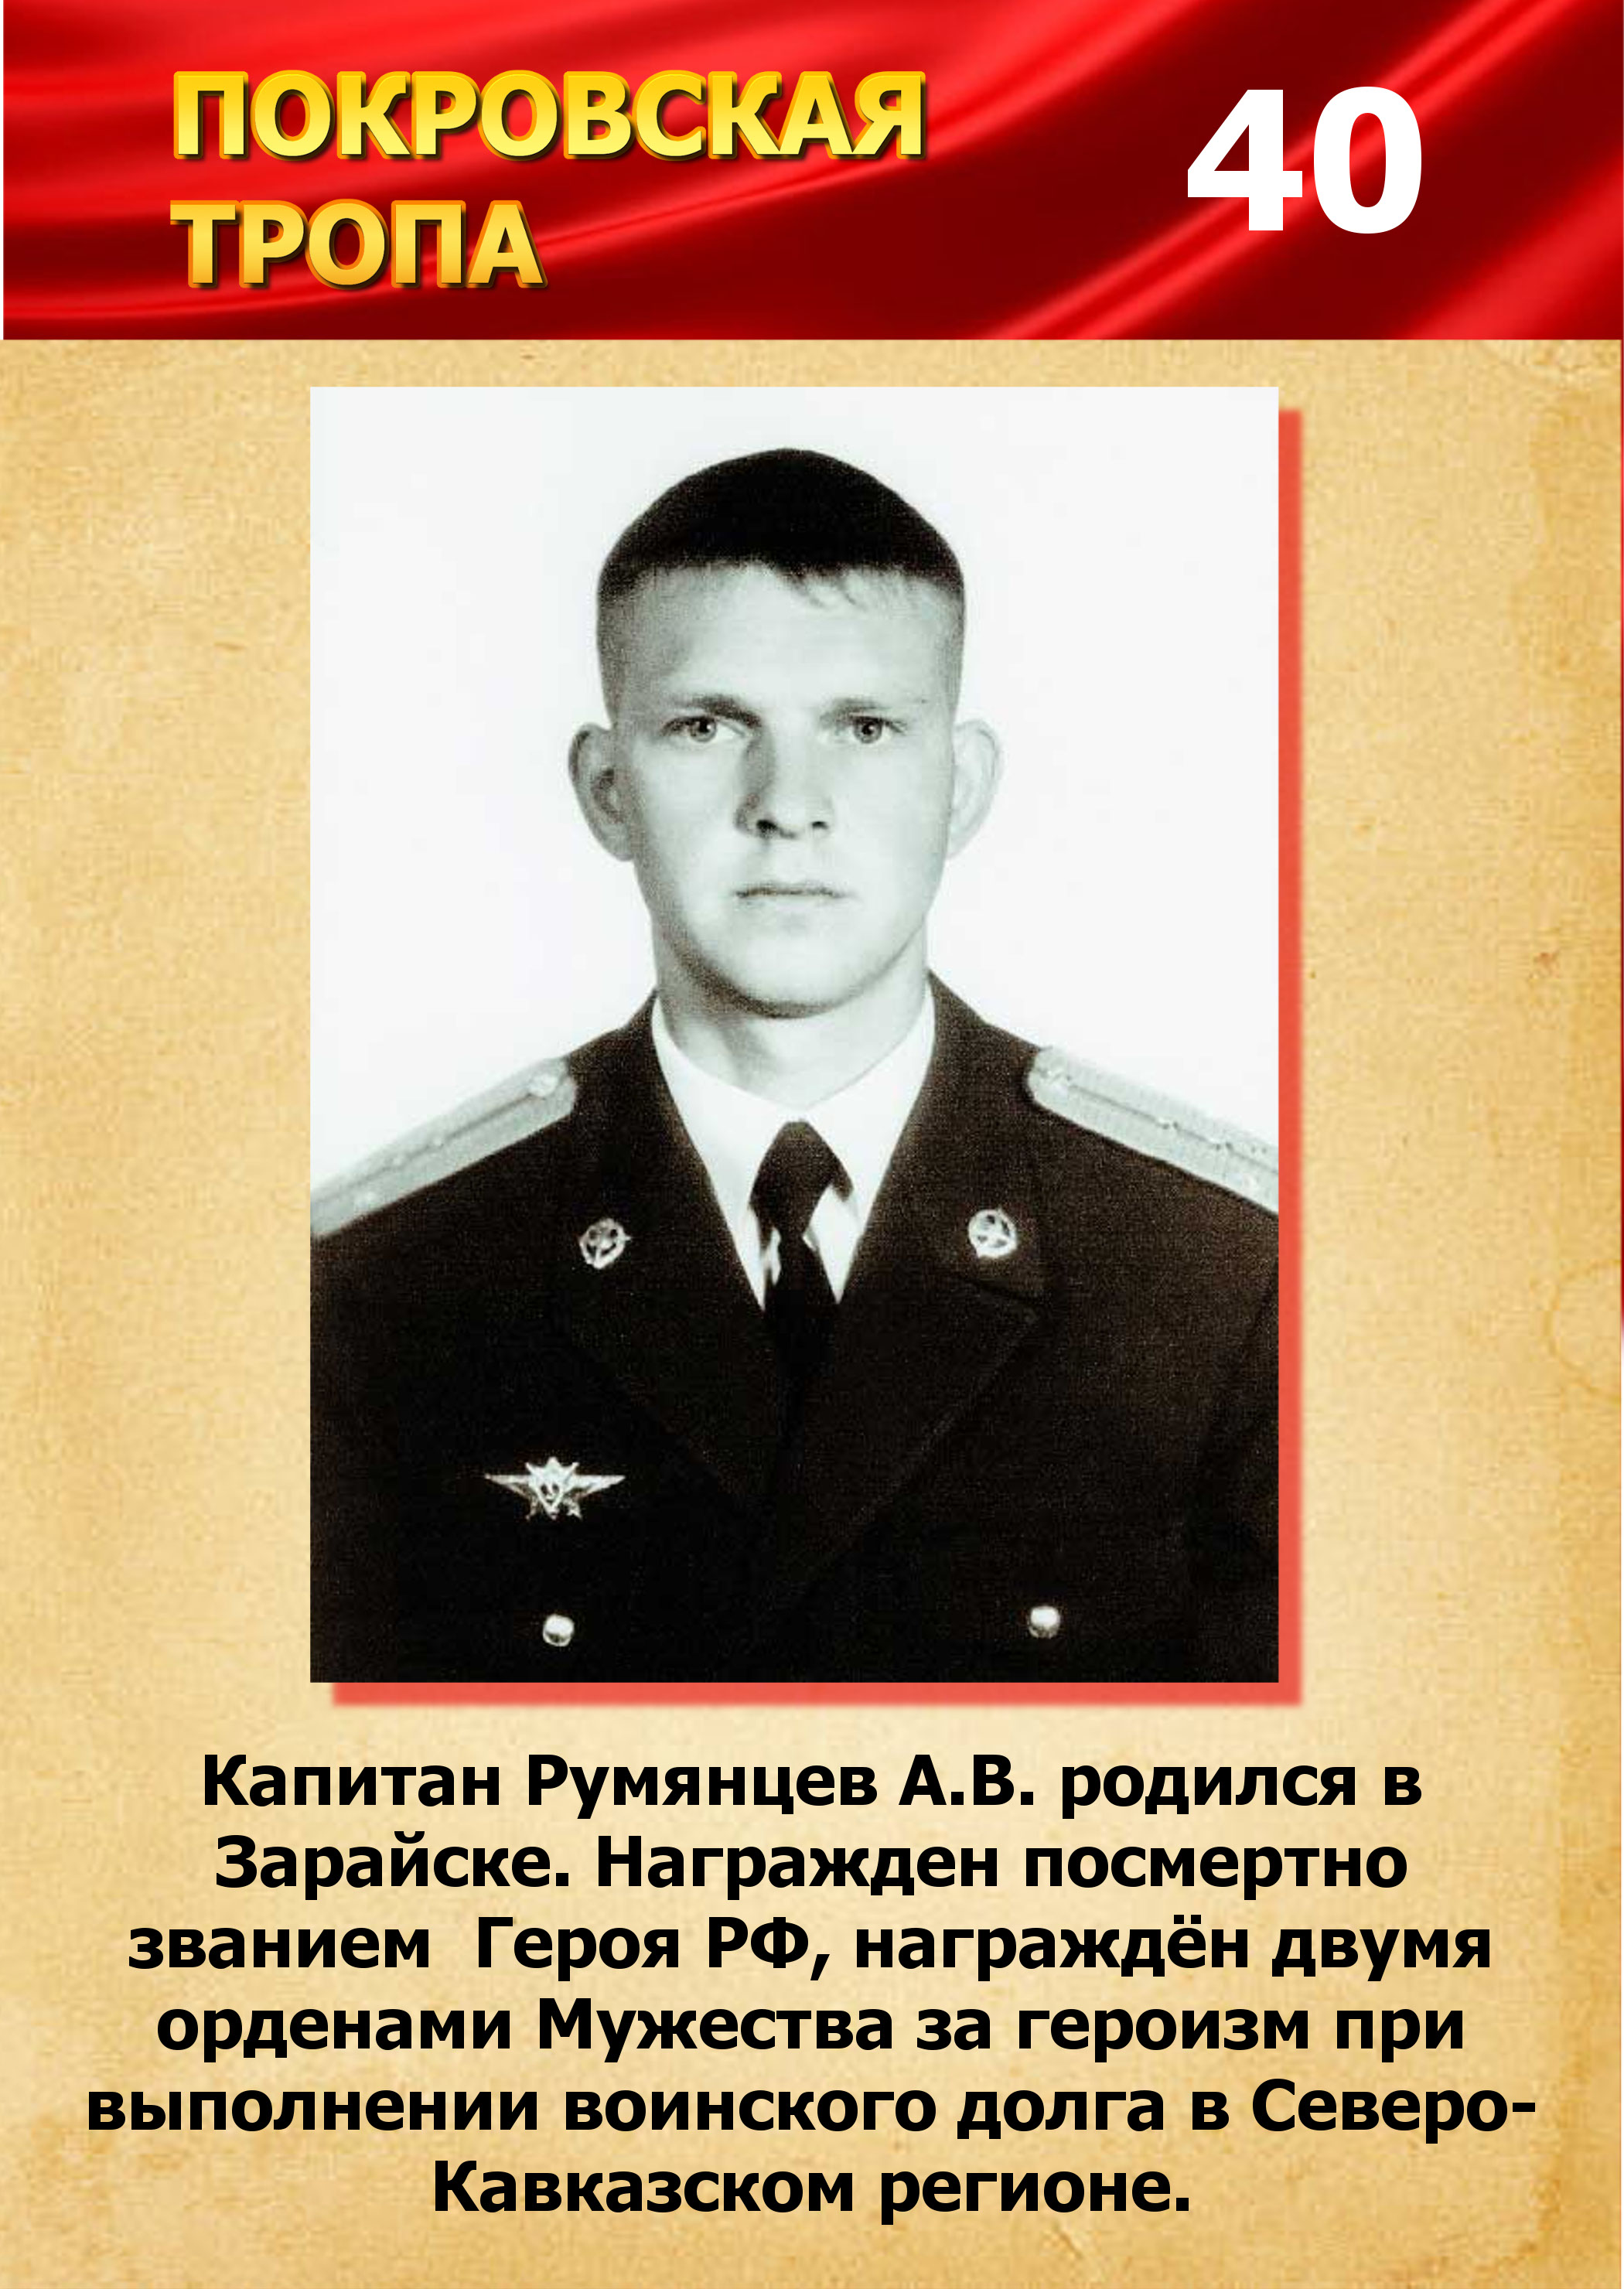 ПОКРОВСКАЯ
ТРОПА
40
Капитан Румянцев А.В. родился в
Зарайске. Награжден посмертно
званием  Героя РФ, награждён двумя
орденами Мужества за героизм при
выполнении воинского долга в Северо-
Кавказском регионе.